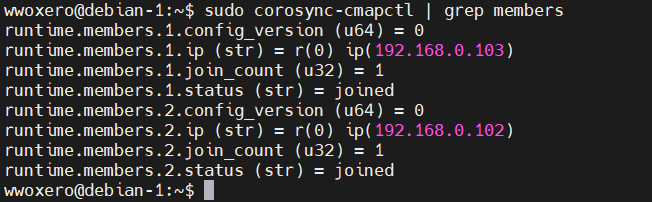 wwoxero@debian-1:~$ sudo corosync-cmapctl | grep members
runtime.members.1.config_version (u64) = 0
runtime.members.1.ip (str) = r(0) ip(192.168.0.103)
runtime.members.1.join_count (u32) = 1
runtime.members.1.status (str) = joined
runtime.members.2.config_version (u64) = 0
runtime.members.2.ip (str) = r(0) ip(192.168.0.102)
runtime.members.2.join_count (u32) = 1
runtime.members.2.status (str) = joined
wwoxero@debian-1:~$